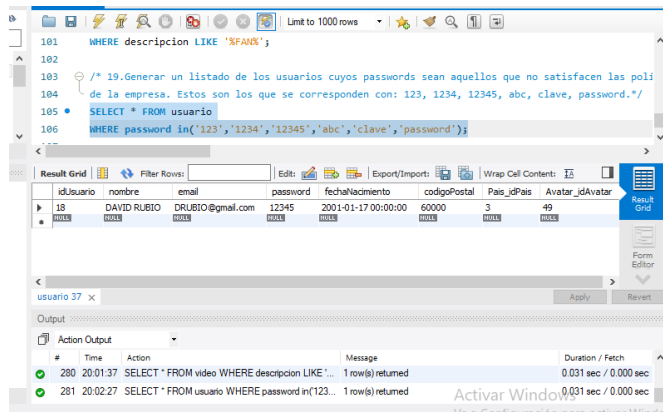 Limit to 1000 rows
101 WHERE descripcion LIKE '%FAN%';
102
103 /* 19.Generar un listado de los usuarios cuyos passwords sean aquellos que no satisfacen las polí
104 de la empresa. Estos son los que se corresponden con: 123, 1234, 12345, abc, clave, password.*/
105 SELECT * FROM usuario
106 WHERE password in('123','1234','12345','abc','clave','password');
Result Grid Filter Rows: Edit: Export/Import: Wrap Cell Content:
idUsuario nombre email password fechaNacimiento codigoPostal Pais_idPais Avatar_idAvatar
18 DAVID RUBIO DRUBIO@gmail.com 12345 2001-01-17 00:00:00 60000 3 49
NULL NULL NULL NULL NULL NULL NULL NULL
Result Grid
Form Editor
usuario 37 Apply Revert
Output
Action Output
# Time Action Message Duration / Fetch
280 20:01:37 SELECT * FROM video WHERE descripcion LIKE '... 1 row(s) returned 0.031 sec / 0.000 sec
281 20:02:27 SELECT * FROM usuario WHERE password in('123... 1 row(s) returned 0.031 sec / 0.000 sec
Activar Windows